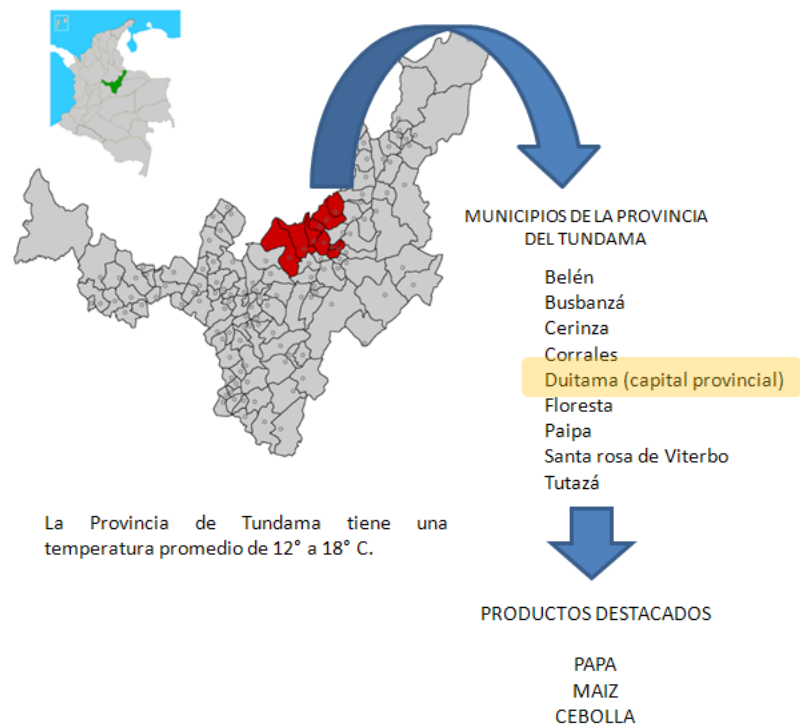 MUNICIPIOS DE LA PROVINCIA
DEL TUNDAMA
Belén
Busbanzá
Cerinza
Corrales
Duitama (capital provincial)
Floresta
Paipa
Santa rosa de Viterbo
Tutazá
La Provincia de Tundama tiene una
temperatura promedio de 12° a 18° C.
PRODUCTOS DESTACADOS
PAPA
MAIZ
CEBOLLA